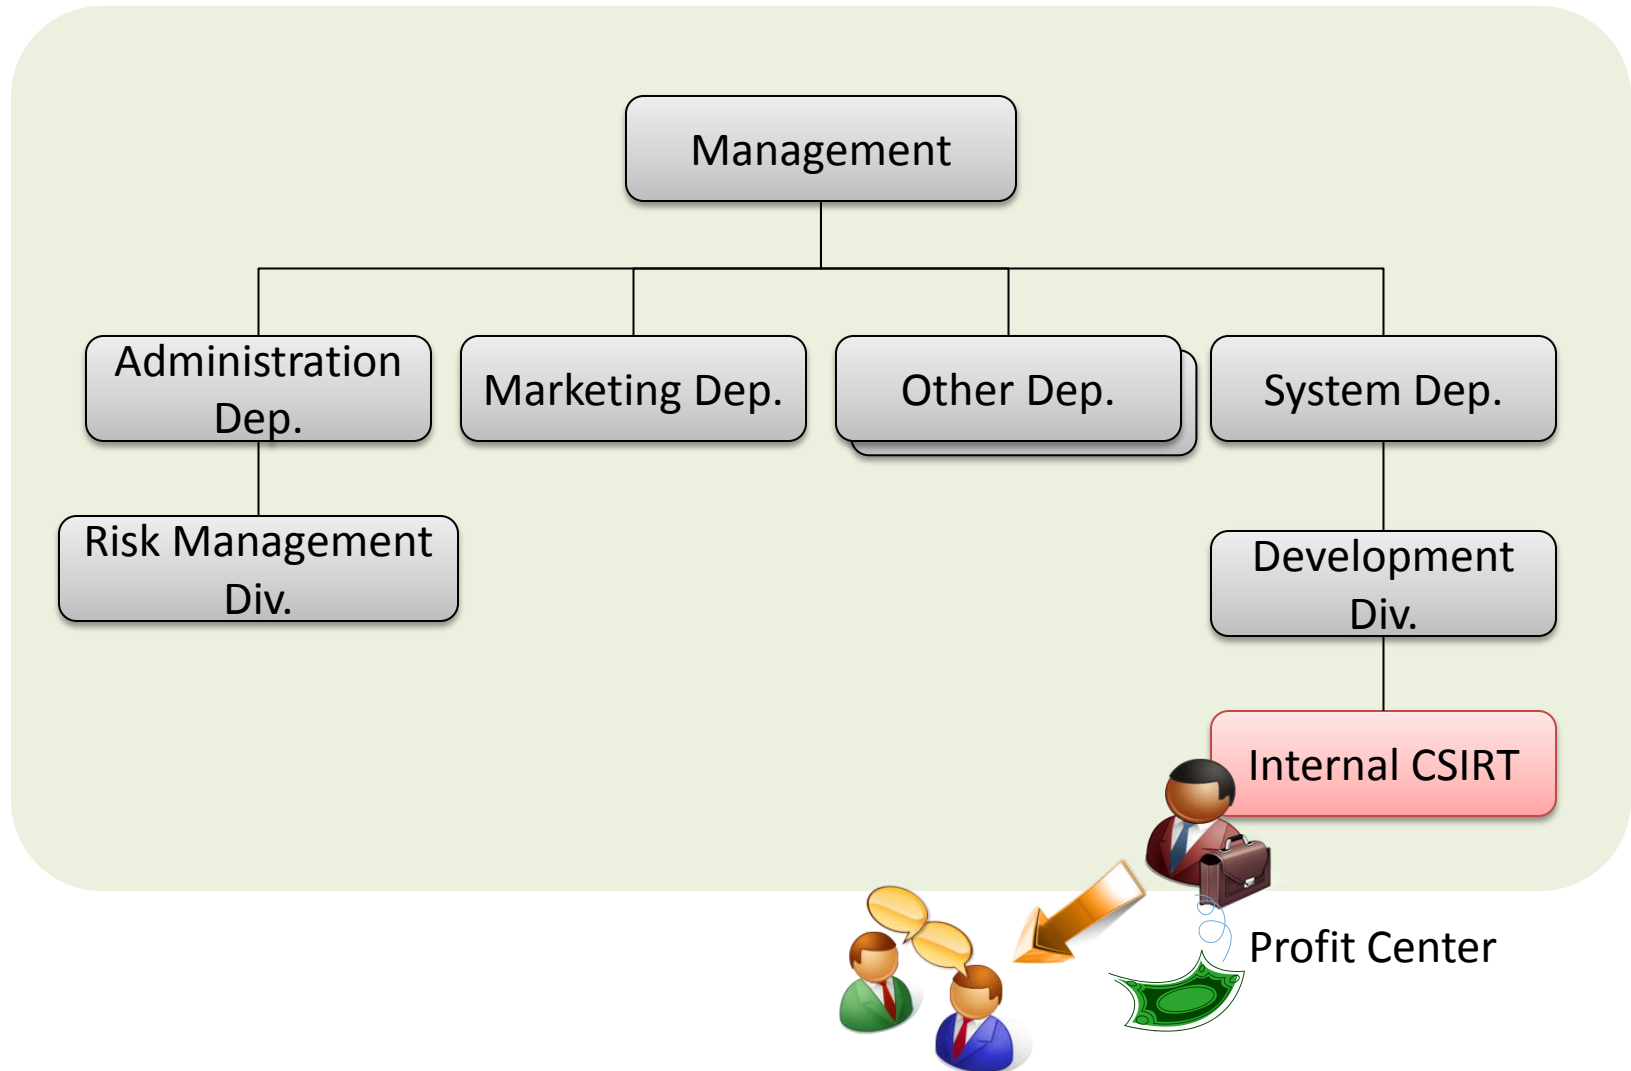 Management
Administration
Dep.
Marketing Dep.
Other Dep.
System Dep.
Risk Management
Div.
Development
Div.
Internal CSIRT
Profit Center